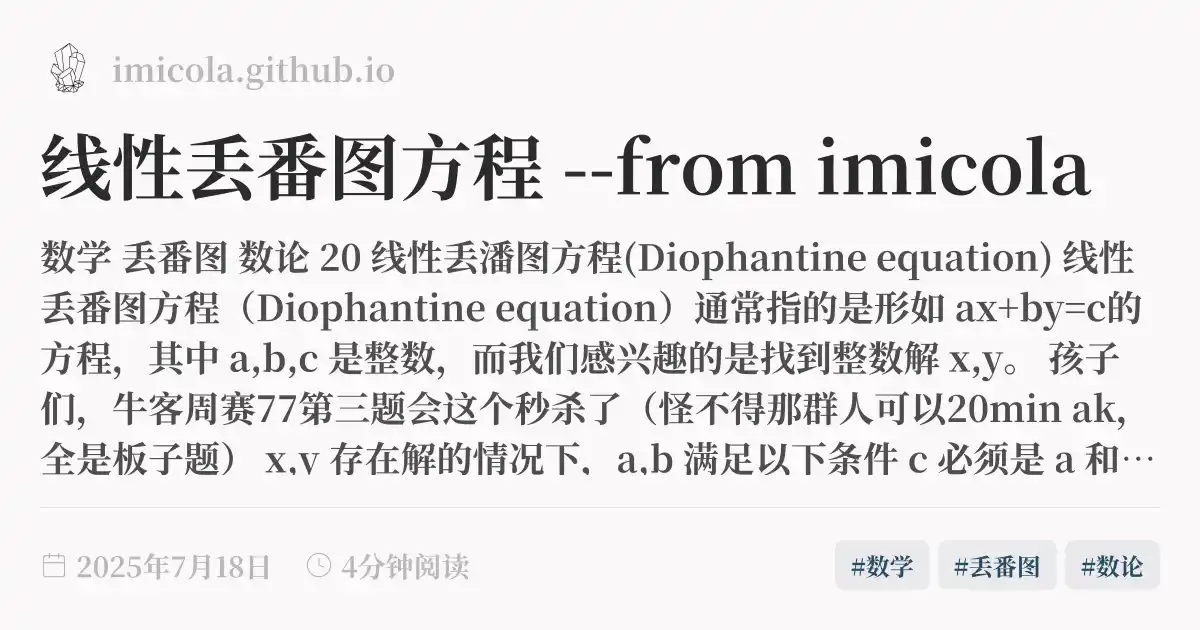 imicola.github.io
线性丢番图方程 --from imicola
数学 丢番图 数论 20 线性丢潘图方程(Diophantine equation) 线性
丢番图方程（Diophantine equation）通常指的是形如 ax+by=c的
方程，其中 a,b,c 是整数，而我们感兴趣的是找到整数解 x,y。 孩子
们，牛客周赛77第三题会这个秒杀了（怪不得那群人可以20min ak,
全是板子题） x,y 存在解的情况下，a,b 满足以下条件 c 必须是 a 和…
2025年7月18日
4分钟阅读
#数学
#丢番图
#数论